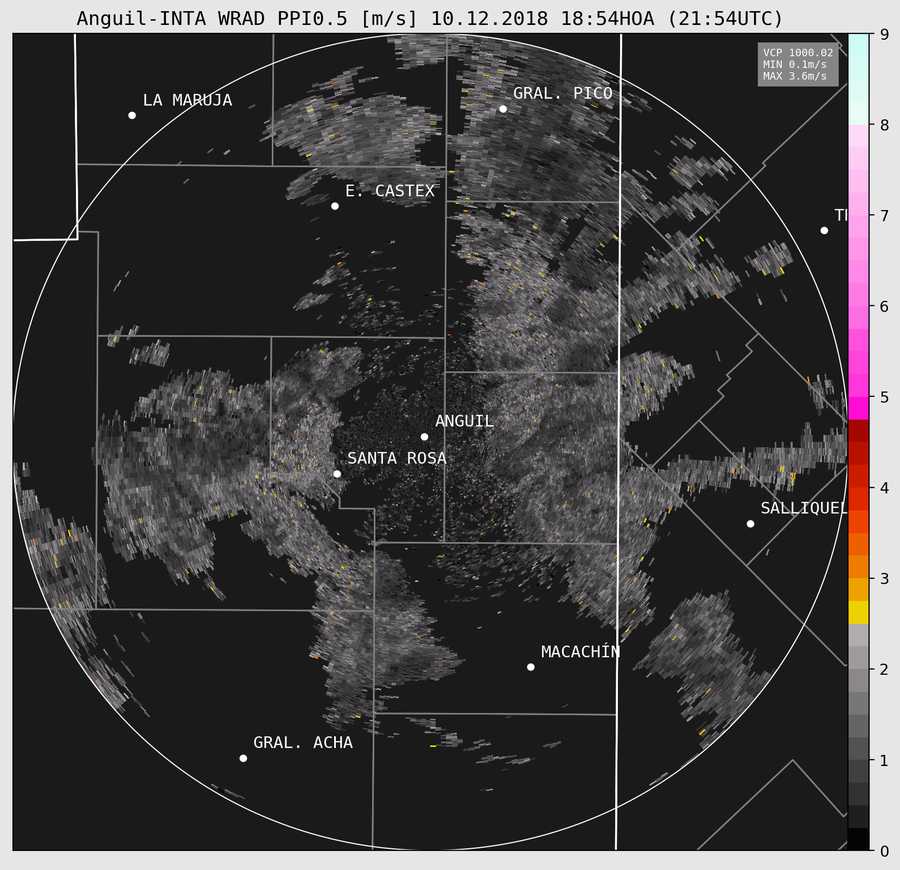 Anguil-INTA WRAD PPI0.5 [m/s] 10.12.2018 18:54HOA (21:54UTC)
VCP 1000.02
MIN 0.1m/s
MAX 3.6m/s
LA MARUJA
GRAL. PICO
E. CASTEX
ANGUIL
SANTA ROSA
SALLIQUEL
MACACHÍN
GRAL. ACHA
9
8
7
6
5
4
3
2
1
0